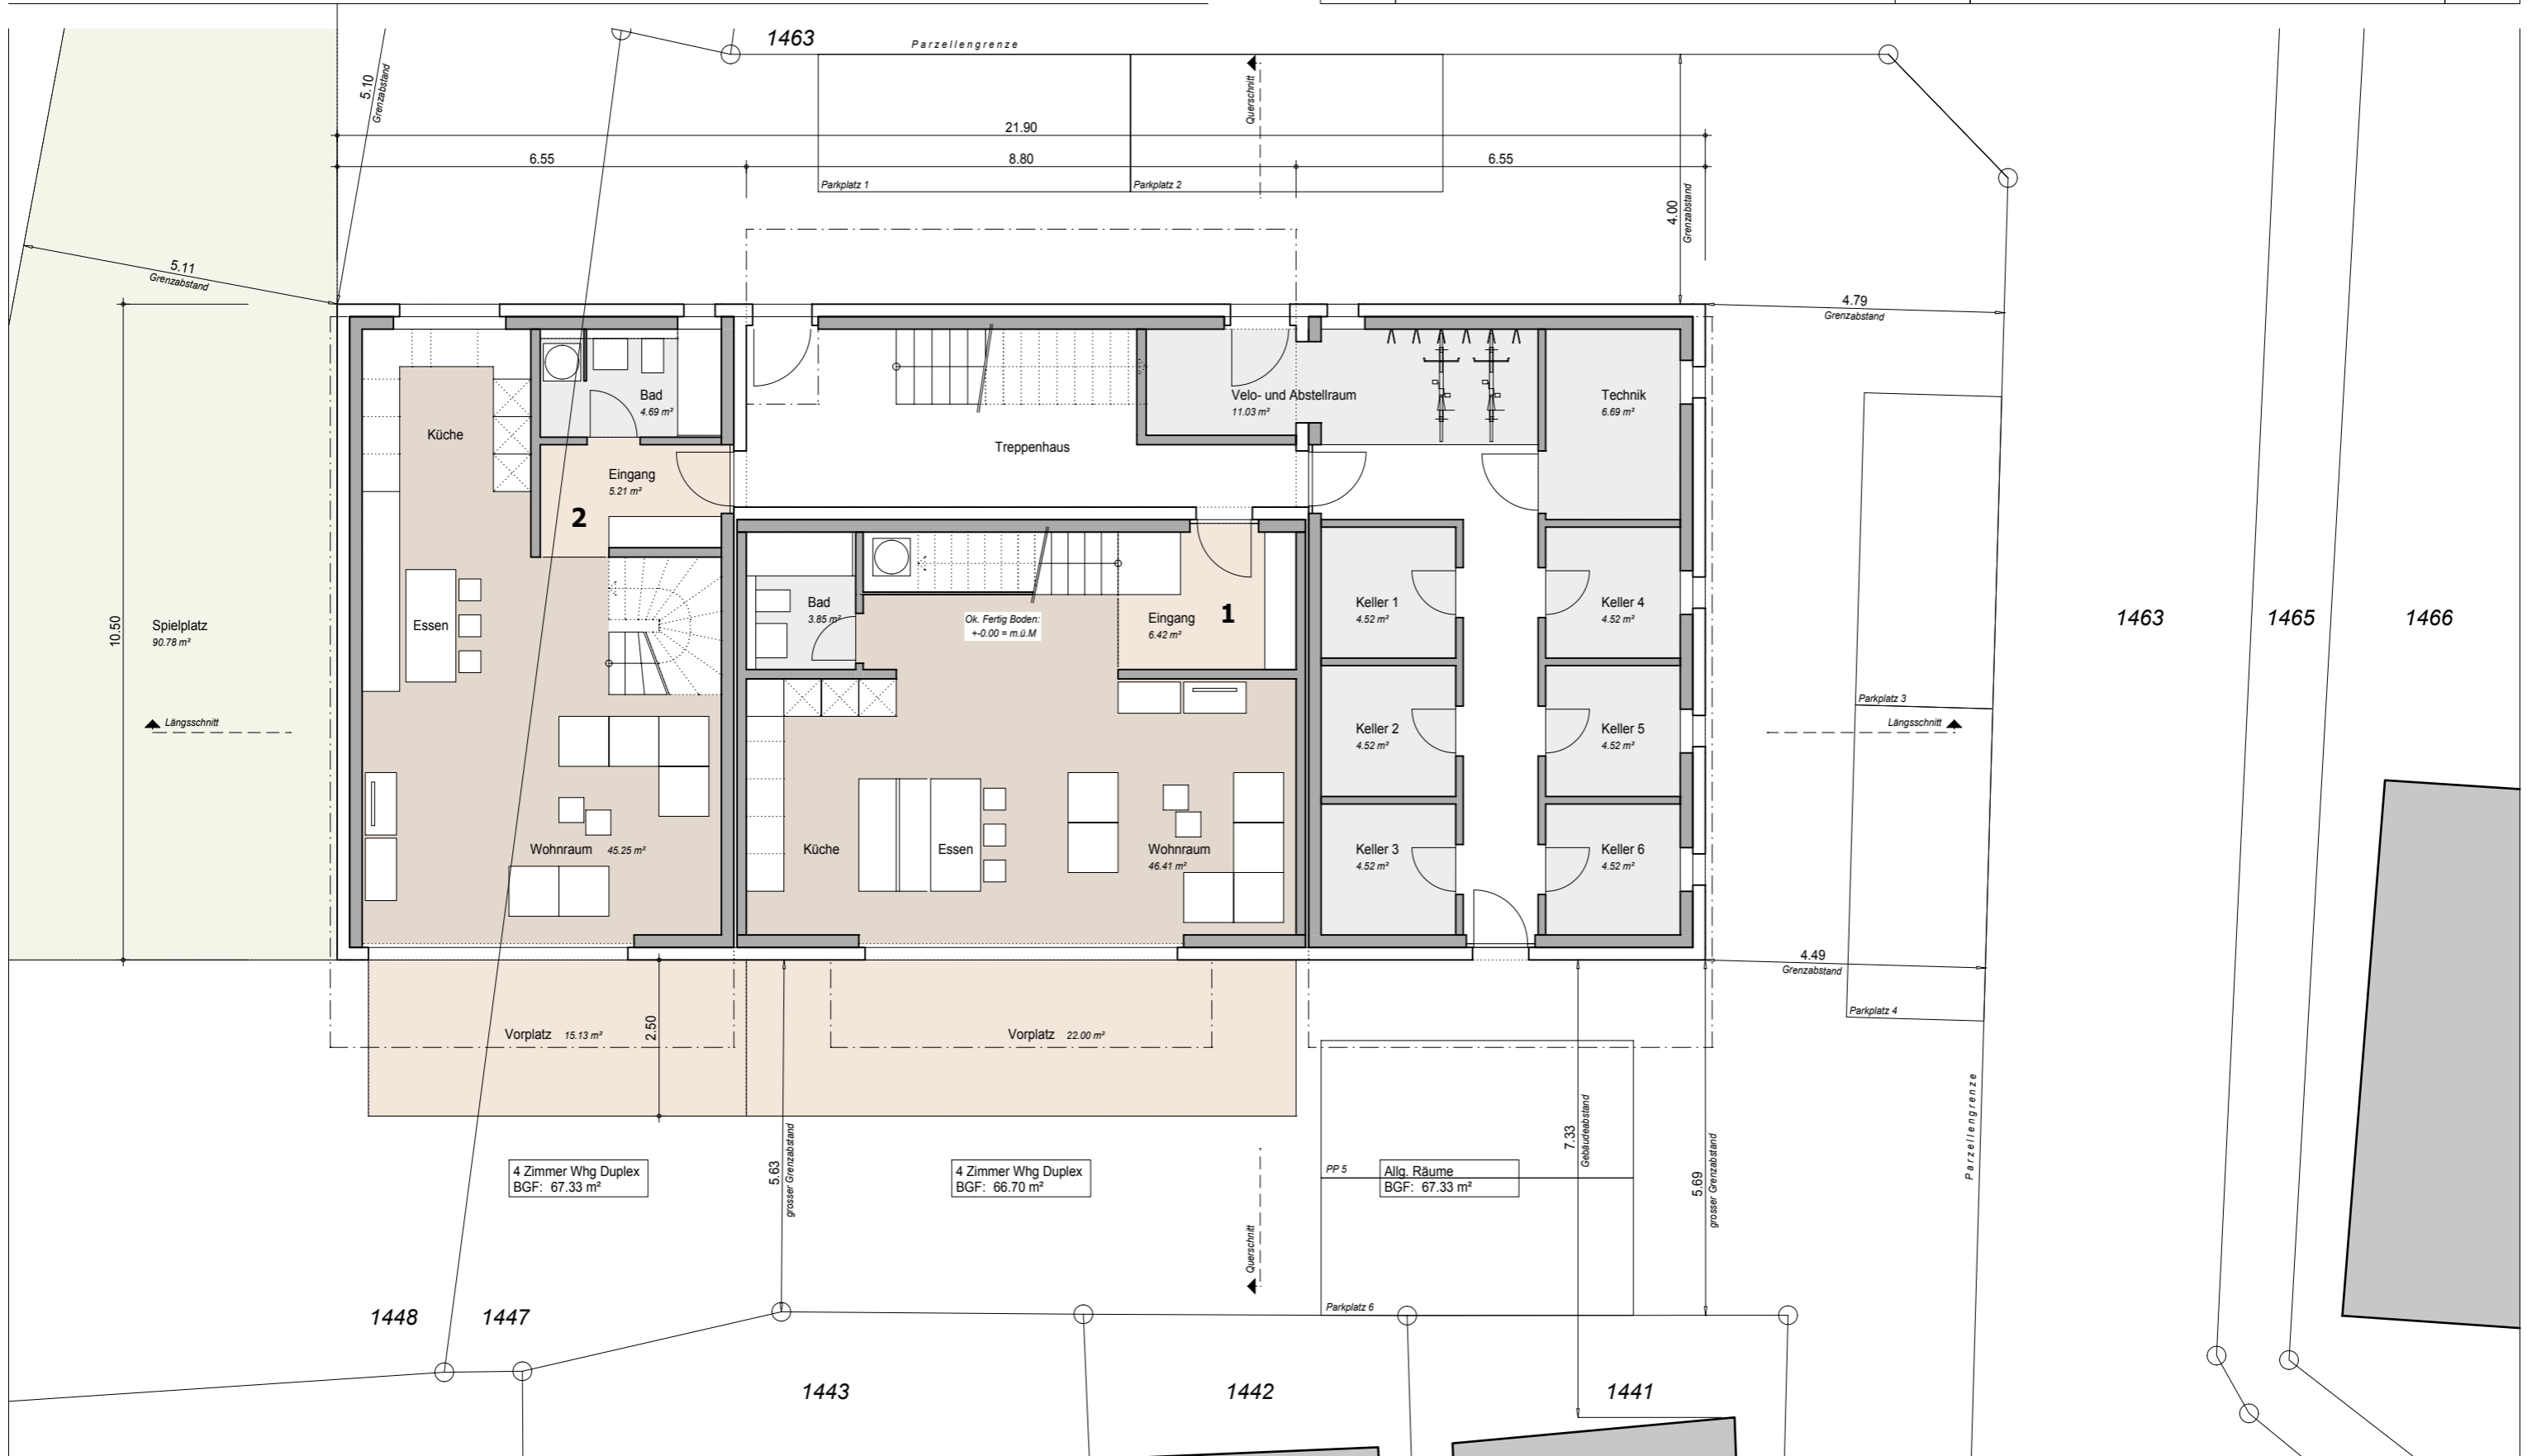 1463
Parzellengrenze
5.10
Grenzabstand
Querschnitt
21.90
6.55
8.80
6.55
Parkplatz 1
Parkplatz 2
4.00
Grenzabstand
5.11
Grenzabstand
4.79
Grenzabstand
Bad
4.69 m²
Velo- und Abstellraum
11.03 m²
Technik
6.69 m²
Küche
Treppenhaus
Eingang
5.21 m²
2
10.50
Spielplatz
90.78 m²
Essen
Bad
3.85 m²
Ok. Fertig Boden:
+-0.00 = m.ü.M
Eingang
6.42 m²
1
Keller 1
4.52 m²
Keller 4
4.52 m²
1463
1465
1466
Parkplatz 3
Längsschnitt
Längsschnitt
Keller 2
4.52 m²
Keller 5
4.52 m²
Wohnraum 45.25 m²
Küche
Essen
Wohnraum
46.41 m²
Keller 3
4.52 m²
Keller 6
4.52 m²
4.49
Grenzabstand
Parkplatz 4
Vorplatz 15.13 m²
2.50
Vorplatz 22.00 m²
Parzellengrenze
7.33
Gebäudeabstand
4 Zimmer Whg Duplex
BGF: 67.33 m²
5.63
grosser Grenzabstand
4 Zimmer Whg Duplex
BGF: 66.70 m²
PP 5
Allg. Räume
BGF: 67.33 m²
5.69
grosser Grenzabstand
Querschnitt
Parkplatz 6
1448
1447
1443
1442
1441